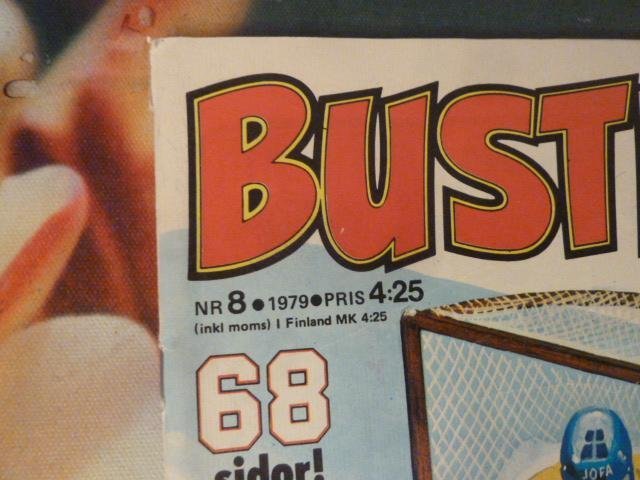 BUST
NR 8 ● 1979 ● PRIS 4:25
(inkl moms) I Finland MK 4:25
68
sidor!
JOFA